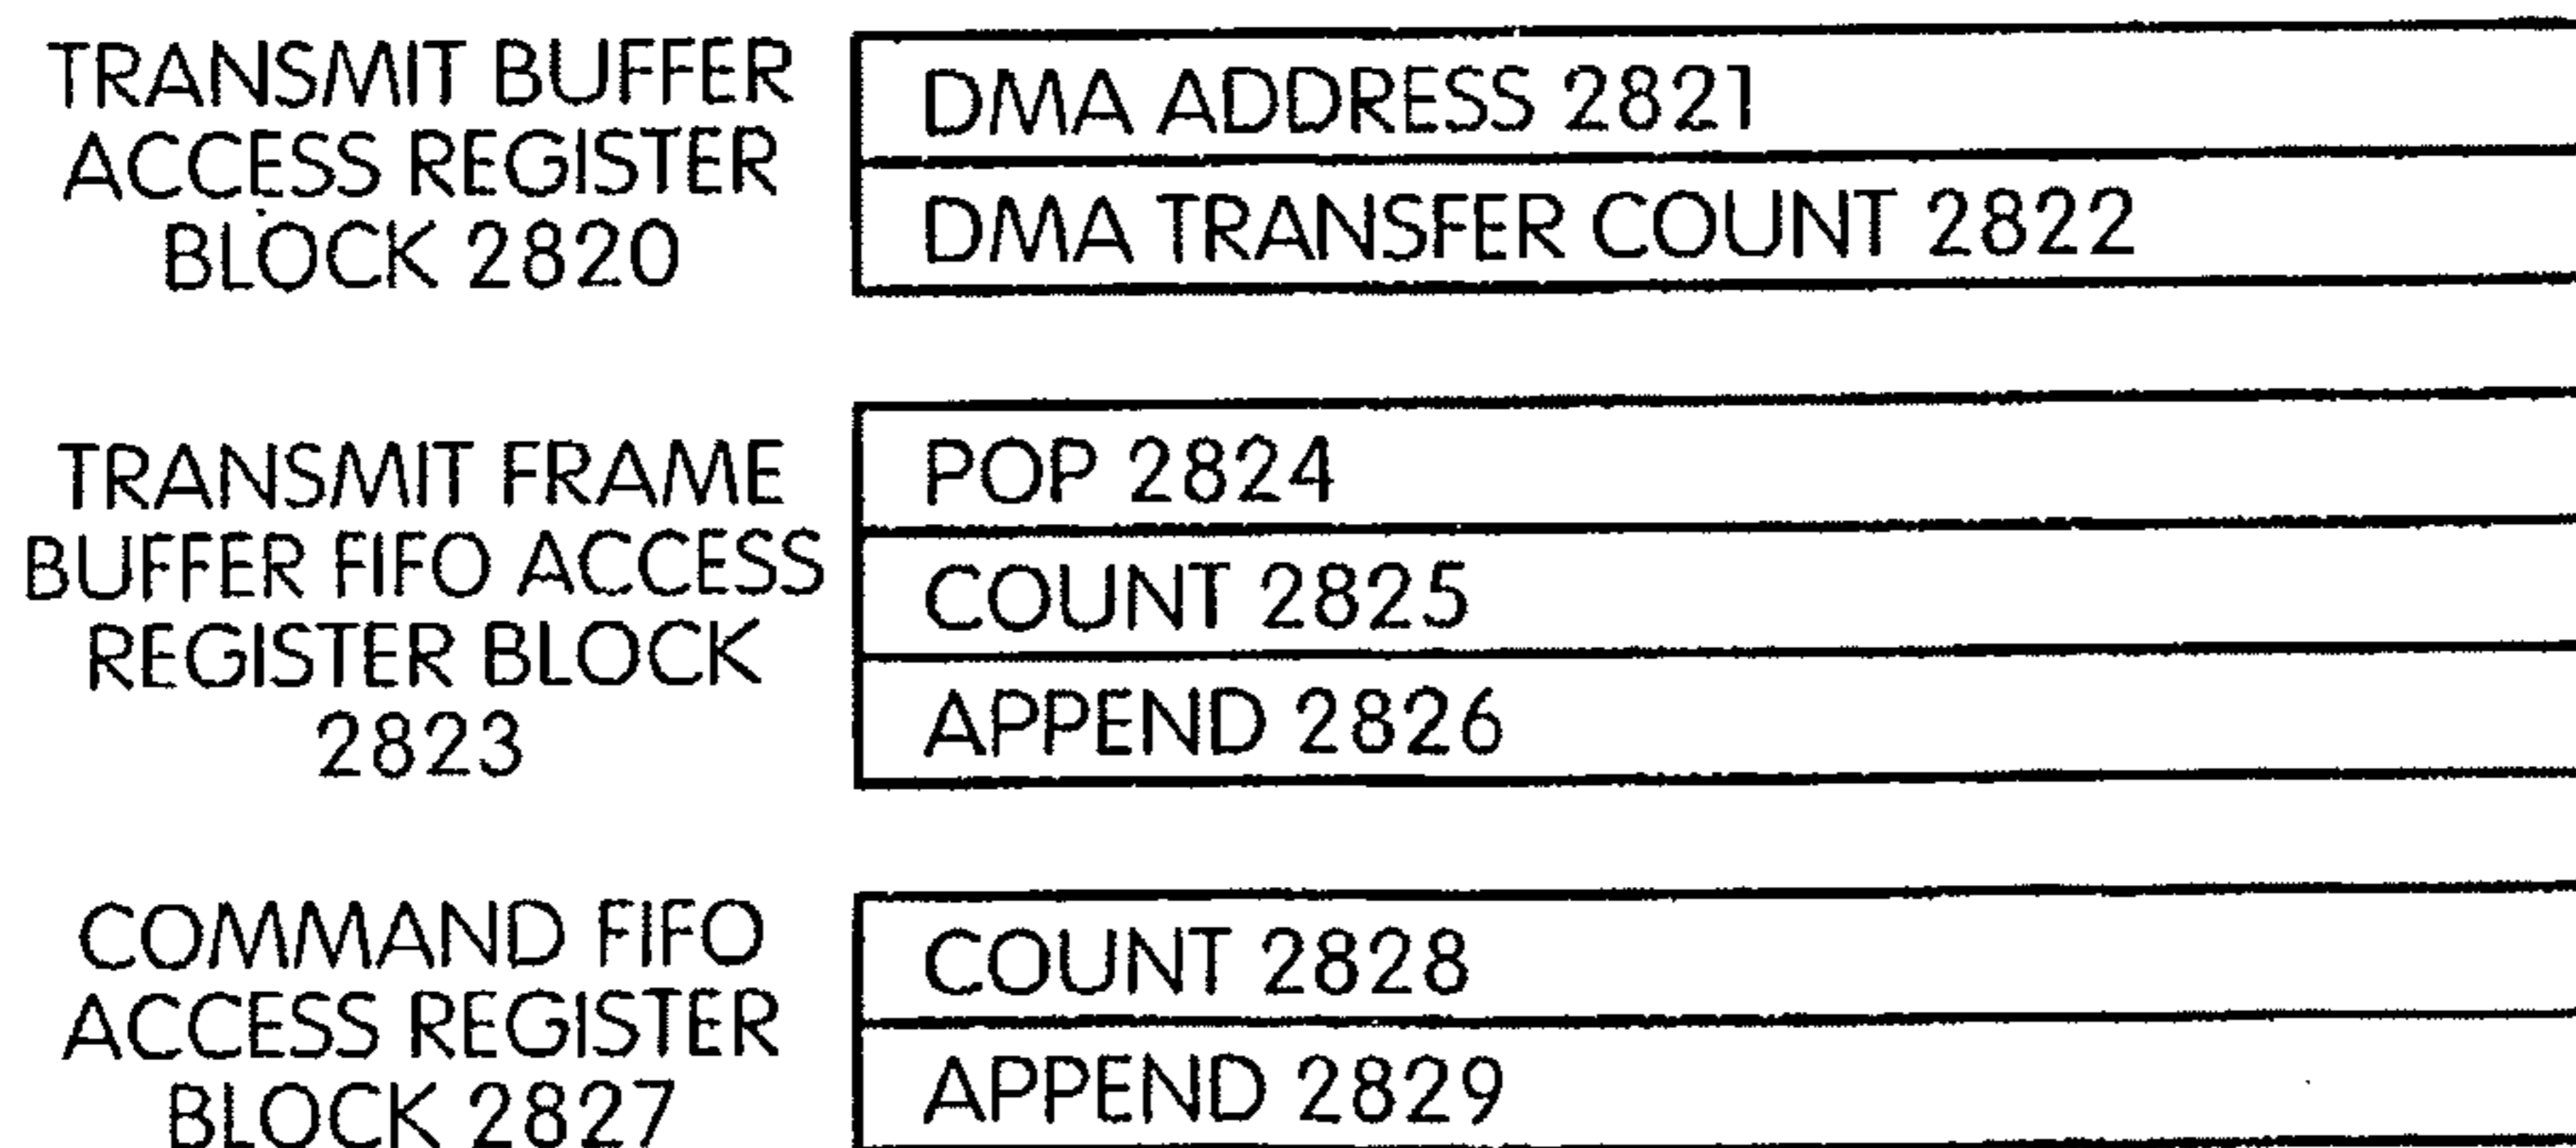 TRANSMIT BUFFER
ACCESS REGISTER
BLOCK 2820
DMA ADDRESS 2821
DMA TRANSFER COUNT 2822
TRANSMIT FRAME
BUFFER FIFO ACCESS
REGISTER BLOCK
2823
POP 2824
COUNT 2825
APPEND 2826
COMMAND FIFO
ACCESS REGISTER
BLOCK 2827
COUNT 2828
APPEND 2829